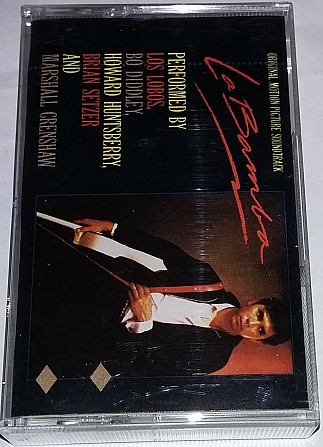 ORIGINAL MOTION PICTURE SOUNDTRACK
La Bamba
PERFORMED BY
LOS LOBOS,
BO DIDDLEY,
HOWARD HUNTSBERRY,
BRIAN SETZER
AND
MARSHALL CRENSHAW